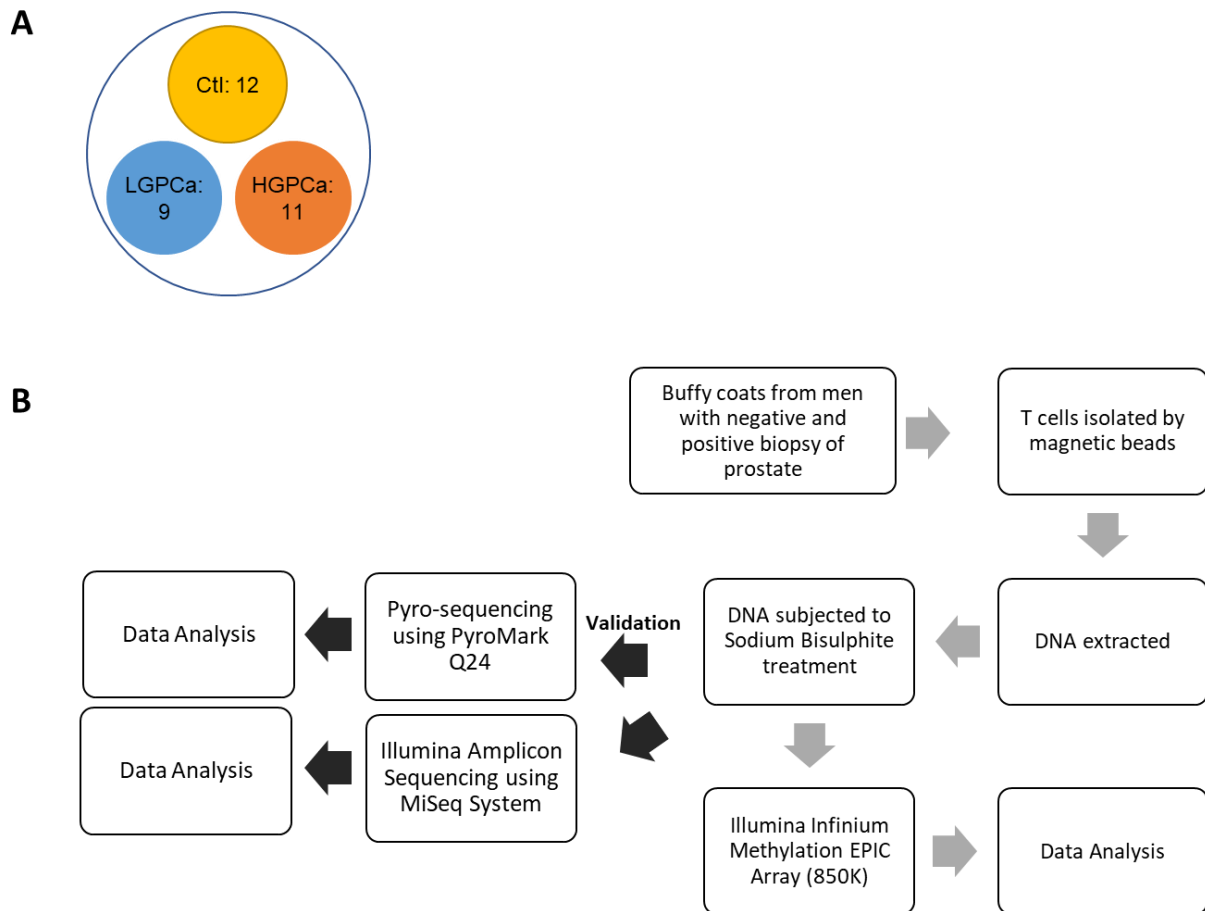 A
Ctl: 12
LGPCa:
9
HGPCa:
11
B
Buffy coats from men
with negative and
positive biopsy of
prostate
T cells isolated by
magnetic beads
DNA extracted
DNA subjected to
Sodium Bisulphite
treatment
Validation
Pyro-sequencing
using PyroMark
Q24
Data Analysis
Illumina Amplicon
Sequencing using
MiSeq System
Data Analysis
Illumina Infinium
Methylation EPIC
Array (850K)
Data Analysis